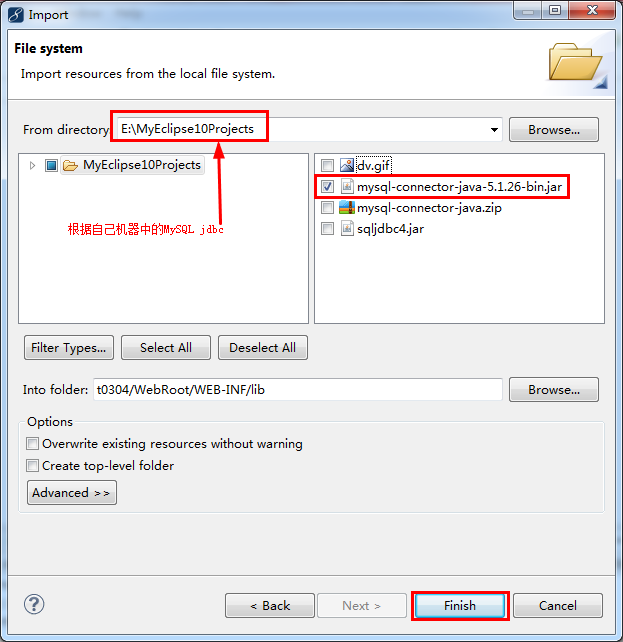 Import
File system
Import resources from the local file system.
From directory: E:\MyEclipse10Projects
Browse...
MyEclipse10Projects
dv.gif
mysql-connector-java-5.1.26-bin.jar
mysql-connector-java.zip
sqljdbc4.jar
根据自己机器中的MySQL jdbc
Filter Types...
Select All
Deselect All
Into folder: t0304/WebRoot/WEB-INF/lib
Browse...
Options
Overwrite existing resources without warning
Create top-level folder
Advanced >>
?
< Back
Next >
Finish
Cancel